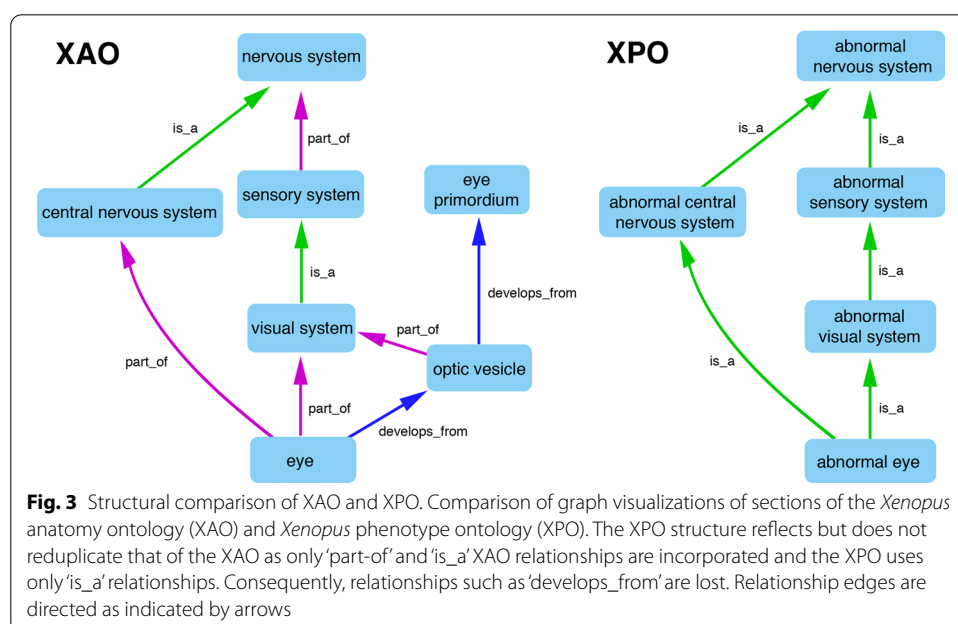 XAO
nervous system
is_a
part_of
central nervous system
sensory system
eye
primordium
is_a
develops_from
visual system
part_of
optic vesicle
part_of
part_of
develops_from
eye
XPO
abnormal
nervous system
is_a
is_a
abnormal central
nervous system
abnormal
sensory system
is_a
abnormal
visual system
is_a
is_a
abnormal eye
Fig. 3 Structural comparison of XAO and XPO. Comparison of graph visualizations of sections of the Xenopus
anatomy ontology (XAO) and Xenopus phenotype ontology (XPO). The XPO structure reflects but does not
reduplicate that of the XAO as only ‘part-of’ and ‘is_a’ XAO relationships are incorporated and the XPO uses
only ‘is_a’ relationships. Consequently, relationships such as ‘develops_from’ are lost. Relationship edges are
directed as indicated by arrows